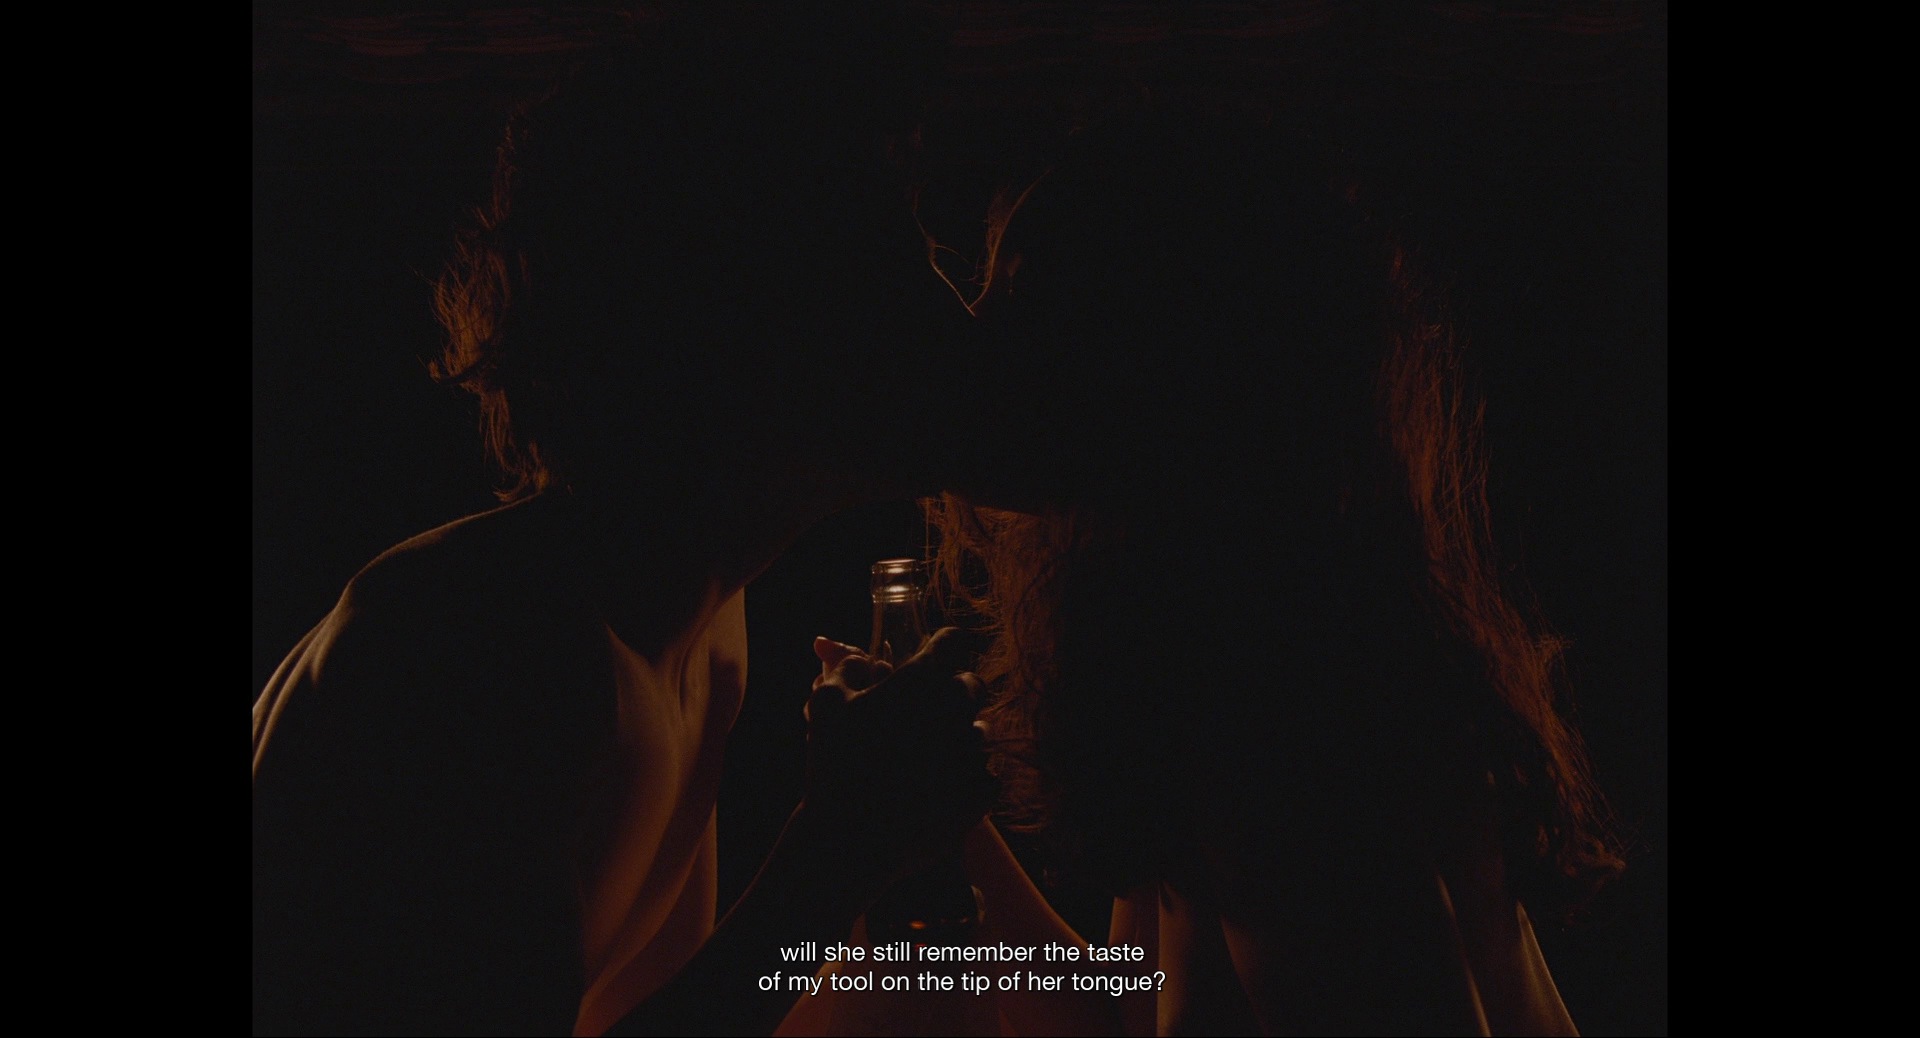 will she still remember the taste
of my tool on the tip of her tongue?